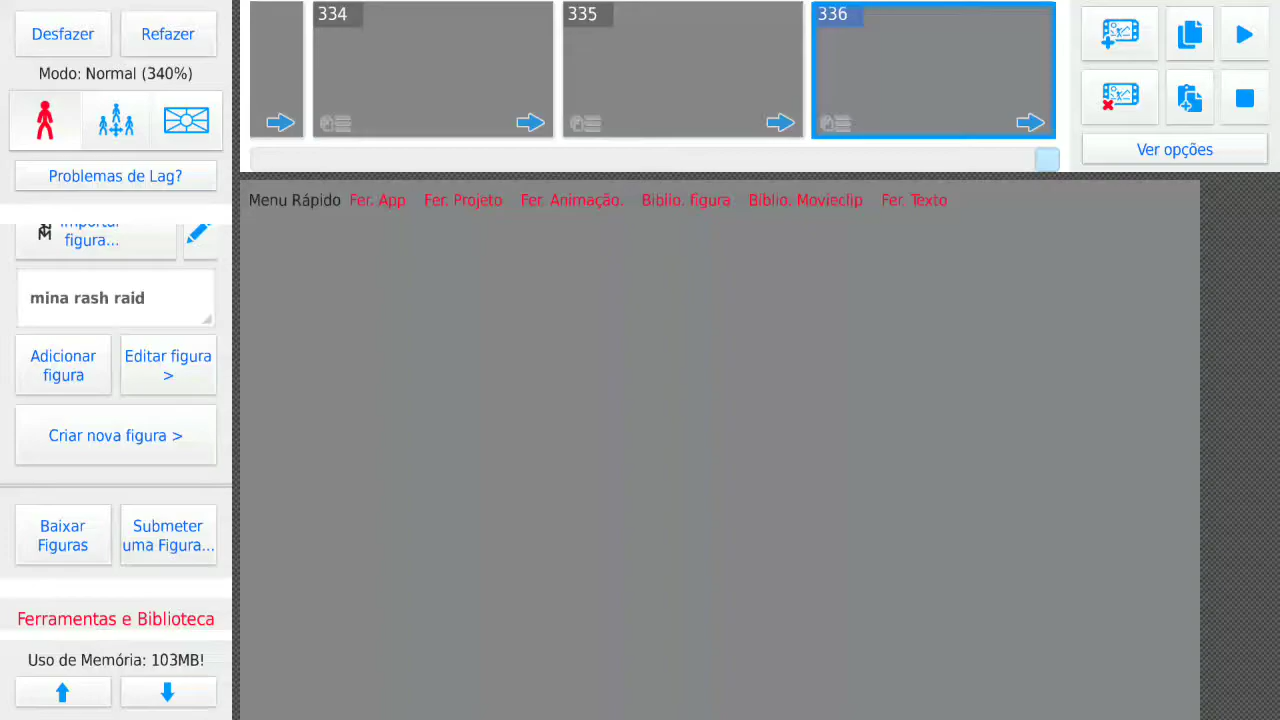 Desfazer
Refazer
Modo: Normal (340%)
Problemas de Lag?
figura...
mina rash raid
Adicionar
figura
Editar figura
>
Criar nova figura >
Baixar
Figuras
Submeter
uma Figura...
Ferramentas e Biblioteca
Uso de Memória: 103MB!
334
335
336
Ver opções
Menu Rápido Fer. App Fer. Projeto Fer. Animação. Biblio. figura Biblio. Movieclip Fer. Texto